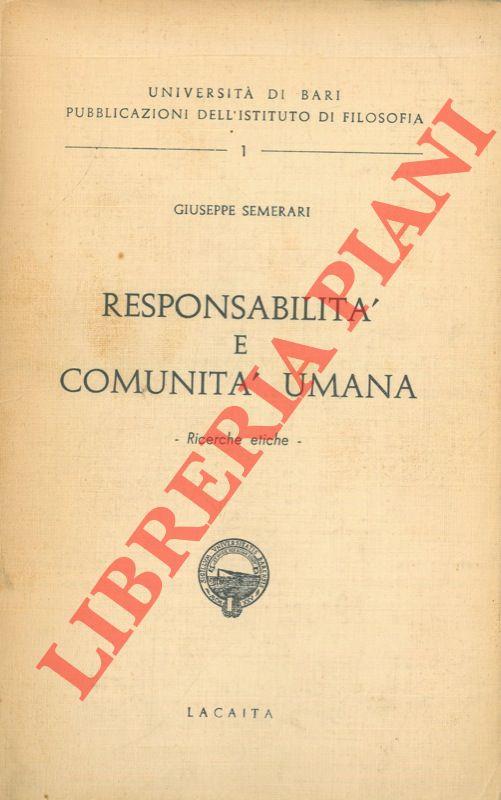 UNIVERSITÀ DI BARI
PUBBLICAZIONI DELL'ISTITUTO DI FILOSOFIA
1
GIUSEPPE SEMERARI
RESPONSABILITA'
E
COMUNITA' UMANA
- Ricerche etiche -
LACAITA
LIBRERIA PIANI